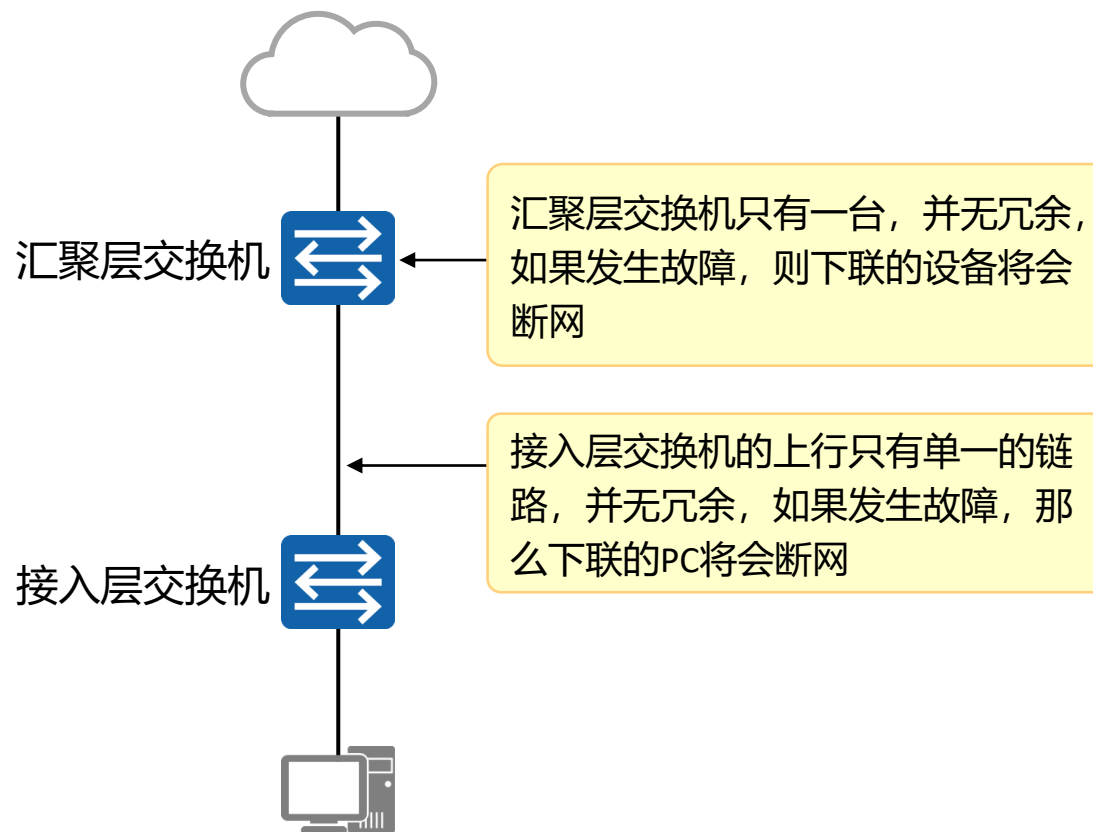 汇聚层交换机
汇聚层交换机只有一台，并无冗余，
如果发生故障，则下联的设备将会
断网
接入层交换机的上行只有单一的链
路，并无冗余，如果发生故障，那
么下联的PC将会断网
接入层交换机